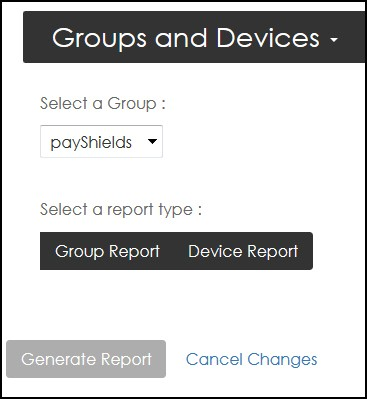 Groups and Devices
Select a Group :
payShields
Select a report type :
Group Report Device Report
Generate Report Cancel Changes